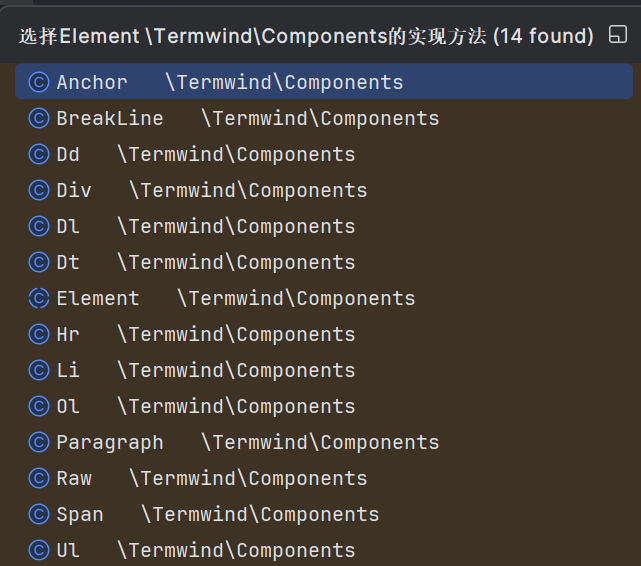 选择Element \Termwind\Components的实现方法 (14 found)
Anchor \Termwind\Components
BreakLine \Termwind\Components
Dd \Termwind\Components
Div \Termwind\Components
Dl \Termwind\Components
Dt \Termwind\Components
Element \Termwind\Components
Hr \Termwind\Components
Li \Termwind\Components
Ol \Termwind\Components
Paragraph \Termwind\Components
Raw \Termwind\Components
Span \Termwind\Components
Ul \Termwind\Components